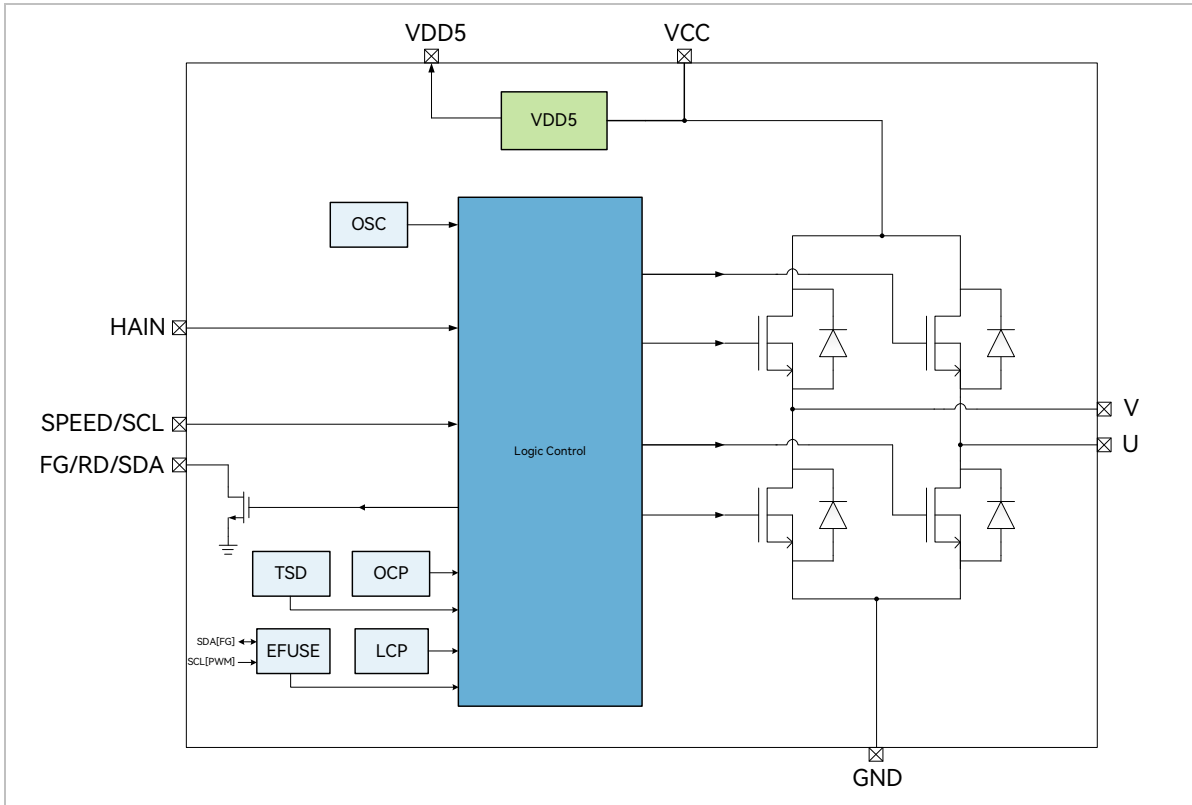 VDD5
VCC
VDD5
OSC
HAIN
SPEED/SCL
FG/RD/SDA
Logic Control
V
U
TSD
OCP
SDA[FG]
SCL[PWM]
EFUSE
LCP
GND